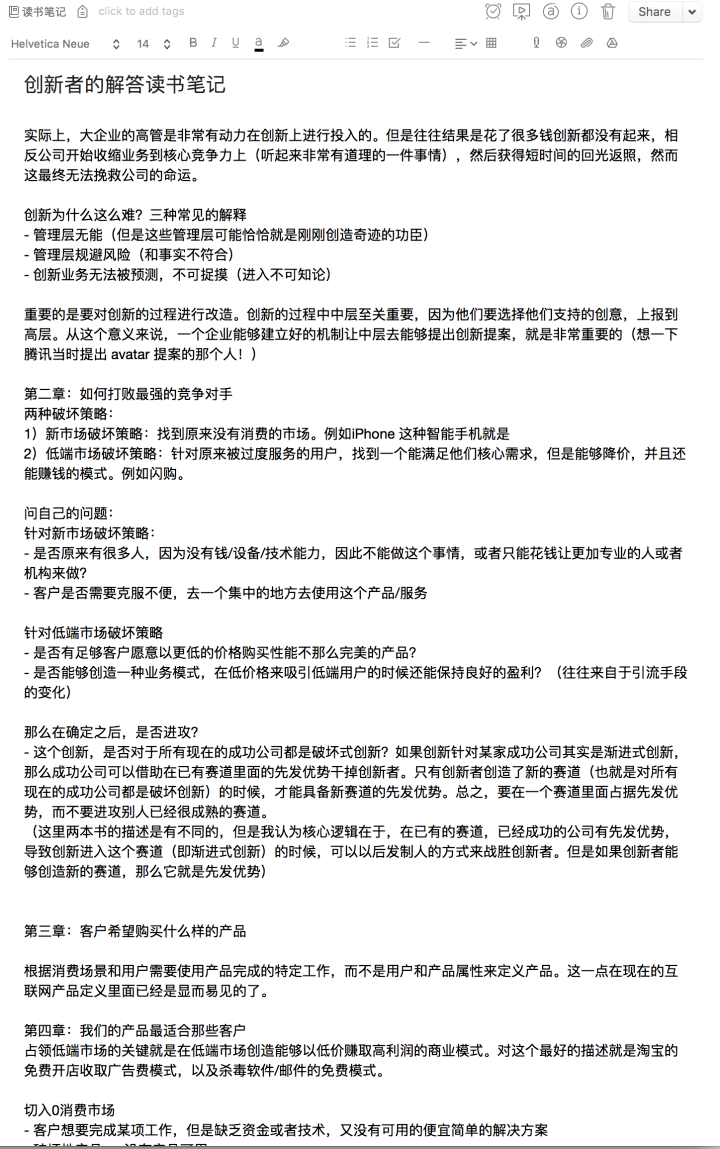 读书笔记 click to add tags Share
Helvetica Neue 14 B I U a
创新者的解答读书笔记
实际上，大企业的高管是非常有动力在创新上进行投入的。但是往往结果是花了很多钱创新都没有起来，相
反公司开始收缩业务到核心竞争力上（听起来非常有道理的一件事情），然后获得短时间的回光返照，然而
这最终无法挽救公司的命运。
创新为什么这么难？三种常见的解释
- 管理层无能（但是这些管理层可能恰恰就是刚刚创造奇迹的功臣）
- 管理层规避风险（和事实不符合）
- 创新业务无法被预测，不可捉摸（进入不可知论）
重要的是要对创新的过程进行改造。创新的过程中中层至关重要，因为他们要选择他们支持的创意，上报到
高层。从这个意义来说，一个企业能够建立好的机制让中层去能够提出创新提案，就是非常重要的（想一下
腾讯当时提出 avatar 提案的那个人！）
第二章：如何打败最强的竞争对手
两种破坏策略：
1）新市场破坏策略：找到原来没有消费的市场。例如iPhone 这种智能手机就是
2）低端市场破坏策略：针对原来被过度服务的用户，找到一个能满足他们核心需求，但是能够降价，并且还
能赚钱的模式。例如闪购。
问自己的问题：
针对新市场破坏策略：
- 是否原来有很多人，因为没有钱/设备/技术能力，因此不能做这个事情，或者只能花钱让更加专业的人或者
机构来做？
- 客户是否需要克服不便，去一个集中的地方去使用这个产品/服务
针对低端市场破坏策略
- 是否有足够客户愿意以更低的价格购买性能不那么完美的产品？
- 是否能够创造一种业务模式，在低价格来吸引低端用户的时候还能保持良好的盈利？（往往来自于引流手段
的变化）
那么在确定之后，是否进攻？
- 这个创新，是否对于所有现在的成功公司都是破坏式创新？如果创新针对某家成功公司其实是渐进式创新，
那么成功公司可以借助在已有赛道里面的先发优势干掉创新者。只有创新者创造了新的赛道（也就是对所有
现在的成功公司都是破坏创新）的时候，才能具备新赛道的先发优势。总之，要在一个赛道里面占据先发优
势，而不要进攻别人已经很成熟的赛道。
（这里两本书的描述是有不同的，但是我认为核心逻辑在于，在已有的赛道，已经成功的公司有先发优势，
导致创新进入这个赛道（即渐进式创新）的时候，可以以后发制人的方式来战胜创新者。但是如果创新者能
够创造新的赛道，那么它就是先发优势）
第三章：客户希望购买什么样的产品
根据消费场景和用户需要使用产品完成的特定工作，而不是用户和产品属性来定义产品。这一点在现在的互
联网产品定义里面已经是显而易见的了。
第四章：我们的产品最适合那些客户
占领低端市场的关键就是在低端市场创造能够以低价赚取高利润的商业模式。对这个最好的描述就是淘宝的
免费开店收取广告费模式，以及杀毒软件/邮件的免费模式。
切入0消费市场
- 客户想要完成某项工作，但是缺乏资金或者技术，又没有可用的便宜简单的解决方案